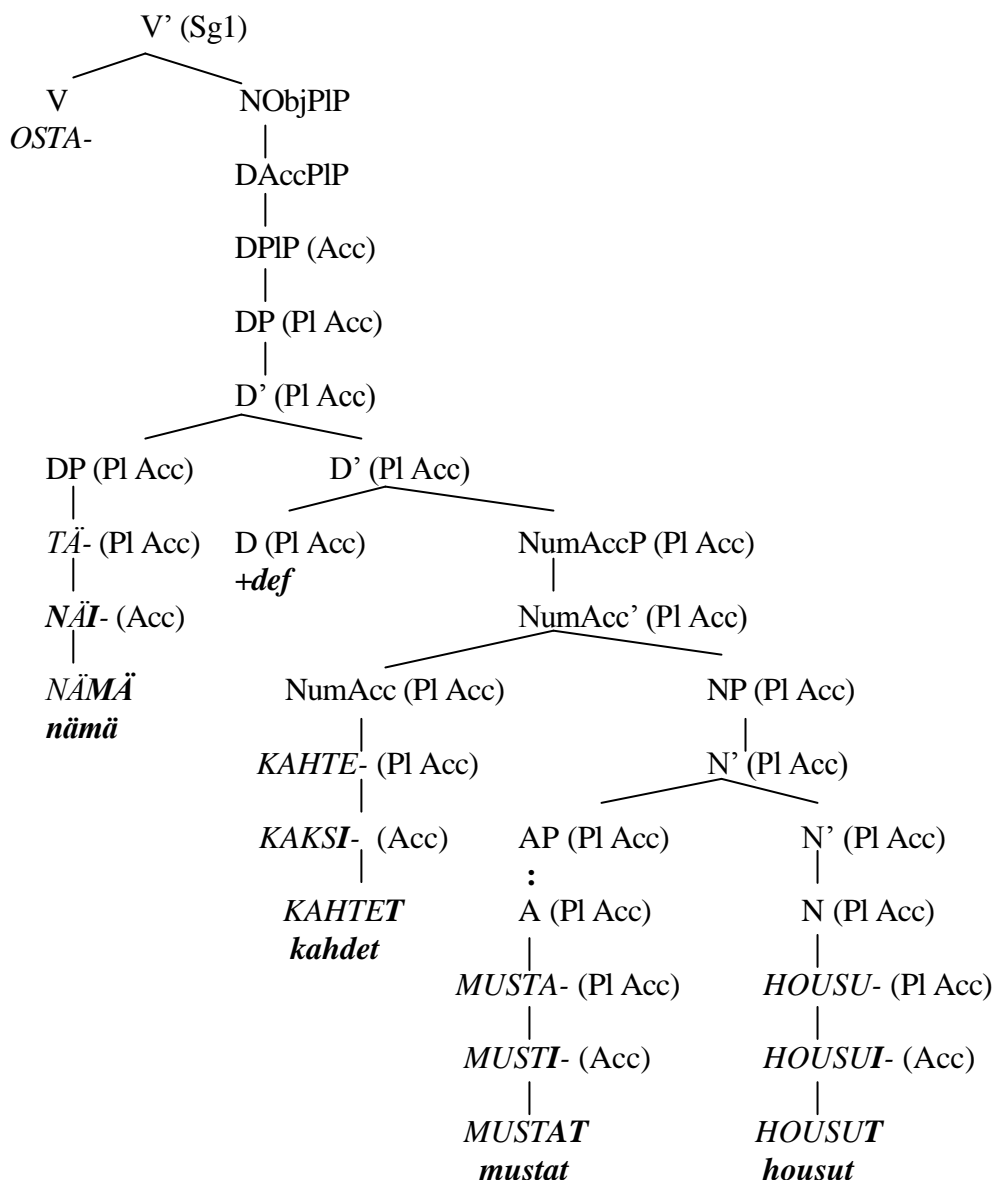 V’ (Sg1)
V NObjPlP
OSTA-
DAccPlP
DPlP (Acc)
DP (Pl Acc)
D’ (Pl Acc)
DP (Pl Acc) D’ (Pl Acc)
TÄ- (Pl Acc) D (Pl Acc) NumAccP (Pl Acc)
+def
NÄI- (Acc) NumAcc’ (Pl Acc)
NÄMÄ NumAcc (Pl Acc) NP (Pl Acc)
nämä
KAHTE- (Pl Acc) N’ (Pl Acc)
KAKSI- (Acc) AP (Pl Acc) N’ (Pl Acc)
:
KAHTET A (Pl Acc) N (Pl Acc)
kahdet
MUSTA- (Pl Acc) HOUSU- (Pl Acc)
MUSTI- (Acc) HOUSUI- (Acc)
MUSTAT HOUSUT
mustat housut